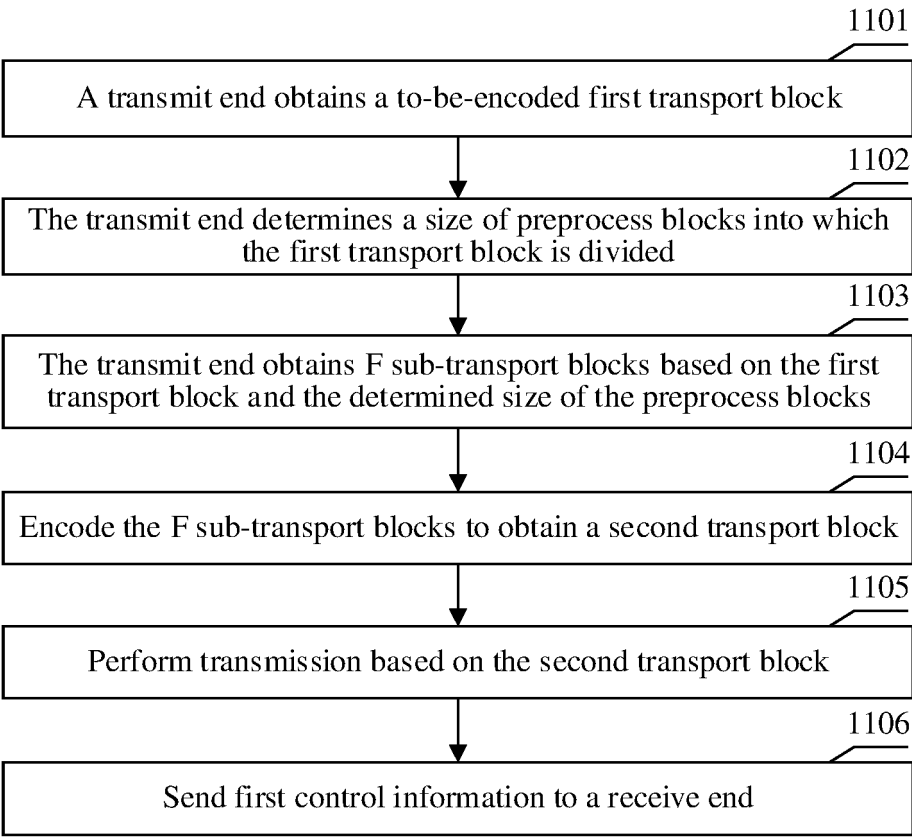 1101
A transmit end obtains a to-be-encoded first transport block
1102
The transmit end determines a size of preprocess blocks into which
the first transport block is divided
1103
The transmit end obtains F sub-transport blocks based on the first
transport block and the determined size of the preprocess blocks
1104
Encode the F sub-transport blocks to obtain a second transport block
1105
Perform transmission based on the second transport block
1106
Send first control information to a receive end